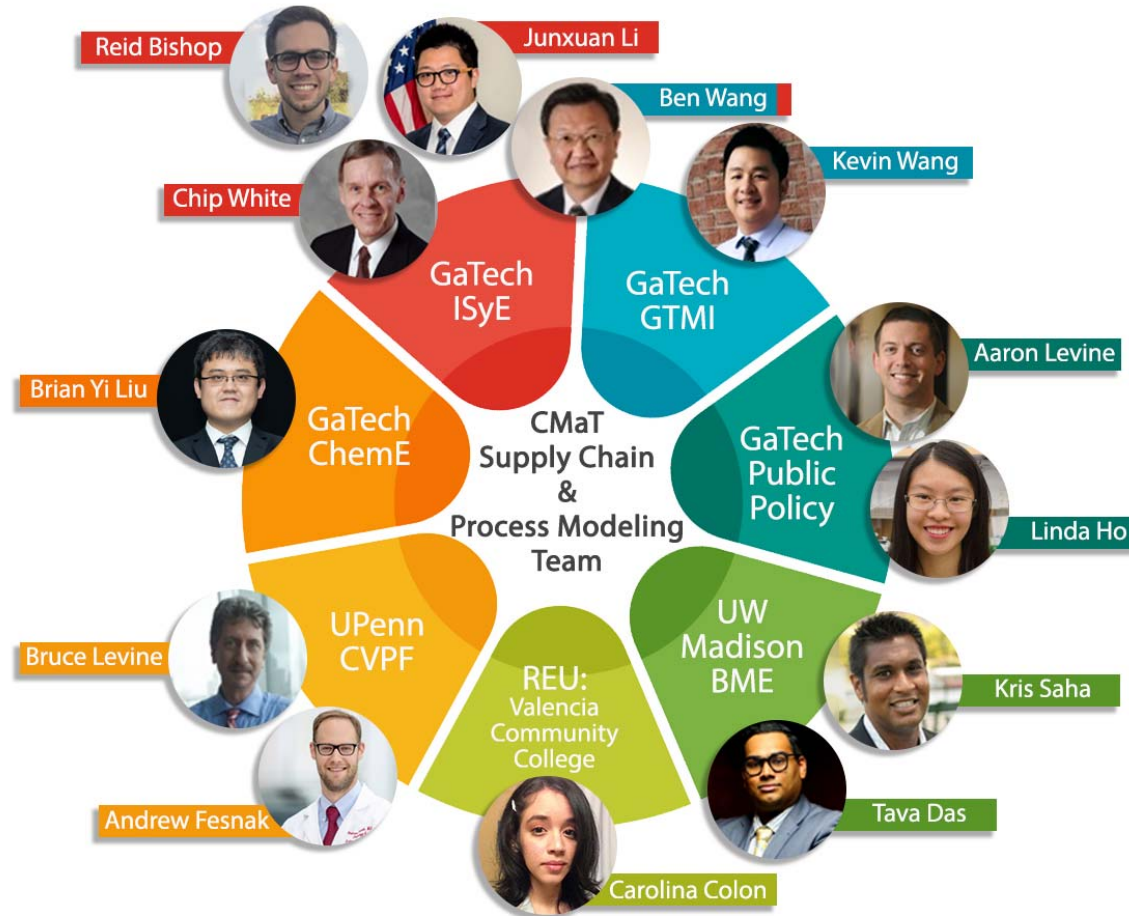 Reid Bishop
Junxuan Li
Ben Wang
Kevin Wang
Chip White
GaTech
ISyE
GaTech
GTMI
Aaron Levine
Brian Yi Liu
GaTech
ChemE
CMaT
Supply Chain
&
Process Modeling
Team
GaTech
Public
Policy
Linda Ho
UPenn
CVPF
Bruce Levine
UW
Madison
BME
Kris Saha
REU:
Valencia
Community
College
Andrew Fesnak
Tava Das
Carolina Colon